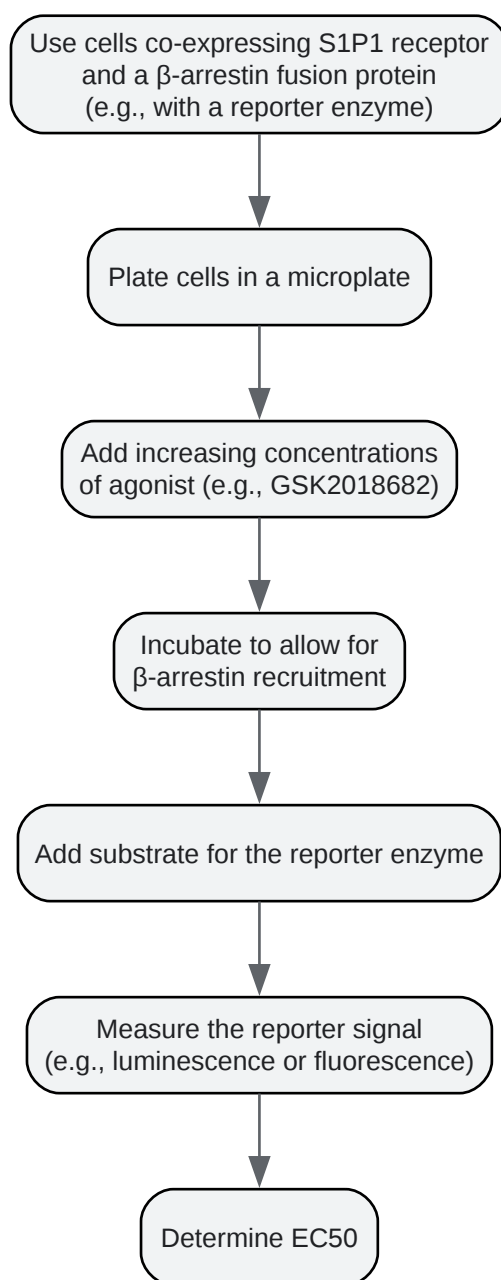 Use cells co-expressing S1P1 receptor
and a β-arrestin fusion protein
(e.g., with a reporter enzyme)
Plate cells in a microplate
Add increasing concentrations
of agonist (e.g., GSK2018682)
Incubate to allow for
β-arrestin recruitment
Add substrate for the reporter enzyme
Measure the reporter signal
(e.g., luminescence or fluorescence)
Determine EC50